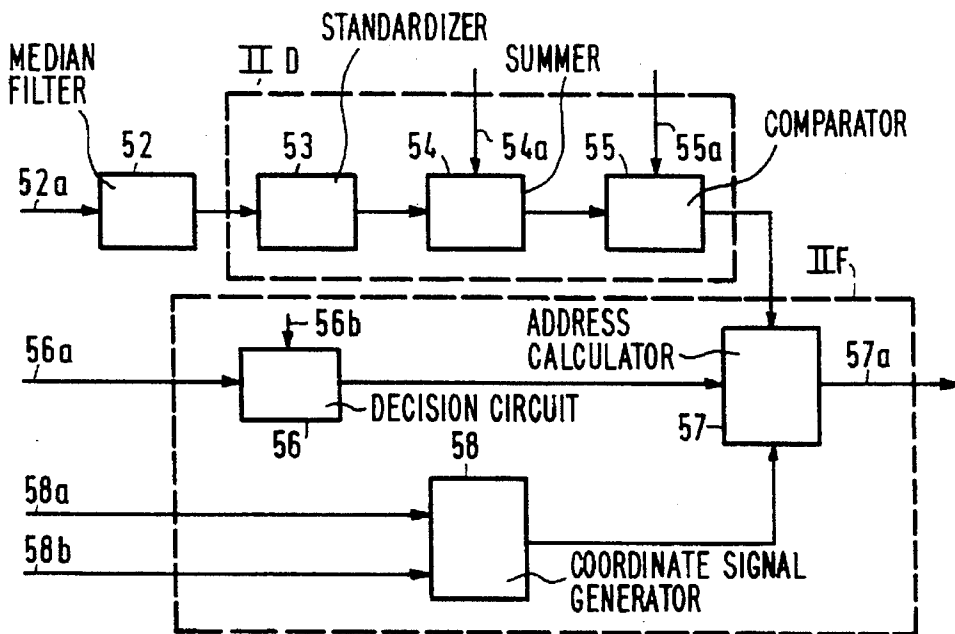 MEDIAN
FILTER
II D
STANDARDIZER
SUMMER
COMPARATOR
52a
52
53
54
54a
55
55a
II F
56a
56b
ADDRESS
CALCULATOR
57a
DECISION CIRCUIT
56
57
58
58a
58b
COORDINATE SIGNAL
GENERATOR